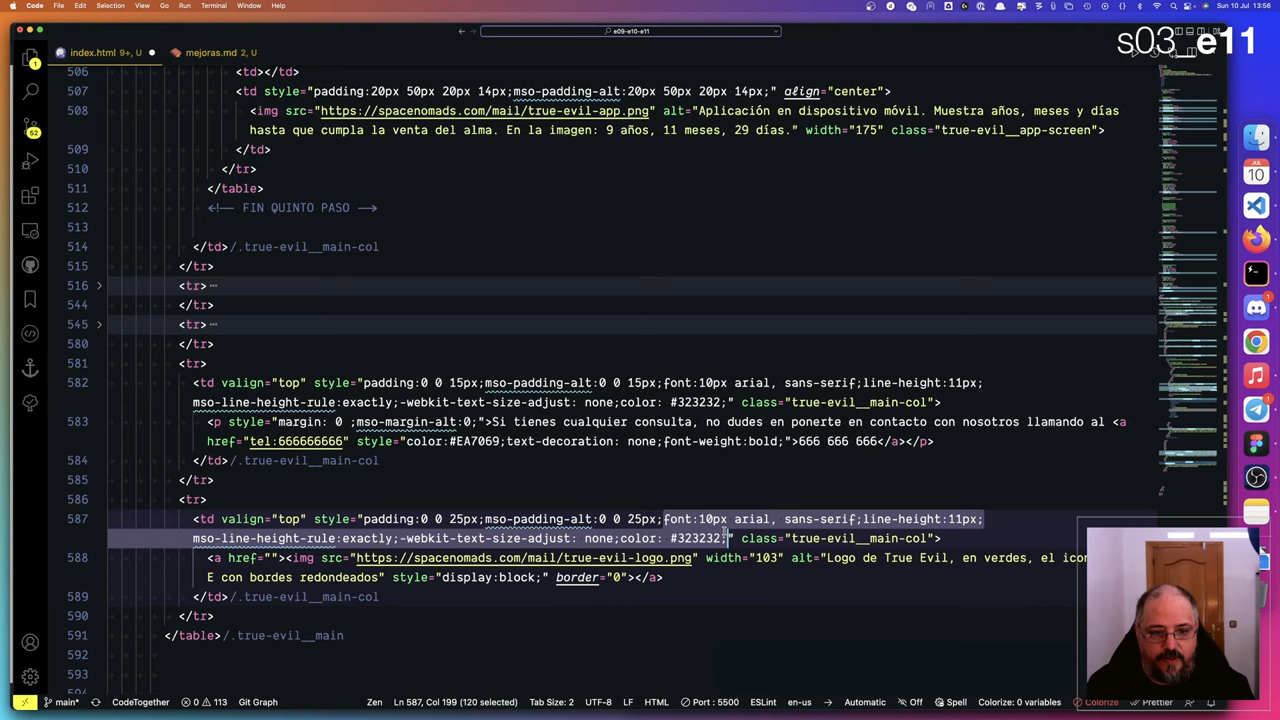 Code File Edit Selection View Go Run Terminal Window Help
Sun 10 Jul 13:56
e09-e10-e11
s03_e11
index.html 9+, U
mejoras.md 2, U
506 <td></td>
507 <td style="padding:20px 50px 20px 14px;mso-padding-alt:20px 50px 20px 14px;" align="center">
508 <img src="https://spacenomads.com/mail/true-evil-app.png" alt="Aplicación en dispositivo móvil. Muestra años, meses y días
hasta que cumpla la venta del alma. En la imagen: 9 años, 11 meses, 23 días." width="175" class="true-evil__app-screen">
509 </td>
510 </tr>
511 </table>
512 <!-- FIN QUINTO PASO -->
513
514 </td>/.true-evil__main-col
515 </tr>
516 <tr> ...
544 </tr>
545 <tr> ...
580 </tr>
581 <tr>
582 <td valign="top" style="padding:0 0 15px;mso-padding-alt:0 0 15px;font:10px arial, sans-serif;line-height:11px;
mso-line-height-rule:exactly;-webkit-text-size-adjust: none;color: #323232;" class="true-evil__main-col">
583 <p style="margin: 0 ;mso-margin-alt:0 ;">Si tienes cualquier consulta, no dudes en ponerte en contacto con nosotros llamando al <a
href="tel:666666666" style="color:#E7 text-decoration: none;font-weight:bold;">666 666 666</a></p>
584 </td>/.true-evil__main-col
585 </tr>
586 <tr>
587 <td valign="top" style="padding:0 0 25px;mso-padding-alt:0 0 25px;font:10px arial, sans-serif;line-height:11px;
mso-line-height-rule:exactly;-webkit-text-size-adjust: none;color: #323232;" class="true-evil__main-col">
588 <a href=""><img src="https://spacenomads.com/mail/true-evil-logo.png" width="103" alt="Logo de True Evil, en verdes, el icon
E con bordes redondeados" style="display:block;" border="0"></a>
589 </td>/.true-evil__main-col
590 </tr>
591 </table>/.true-evil__main
592
593
594
1
52
main* CodeTogether 0 113 Git Graph Zen Ln 587, col 199 (120 selected) Tab Size: 2 UTF-8 LF HTML Port : 5500 ESLint en-us Automatic Off Spell Colorize: 0 variables Colorize Prettier